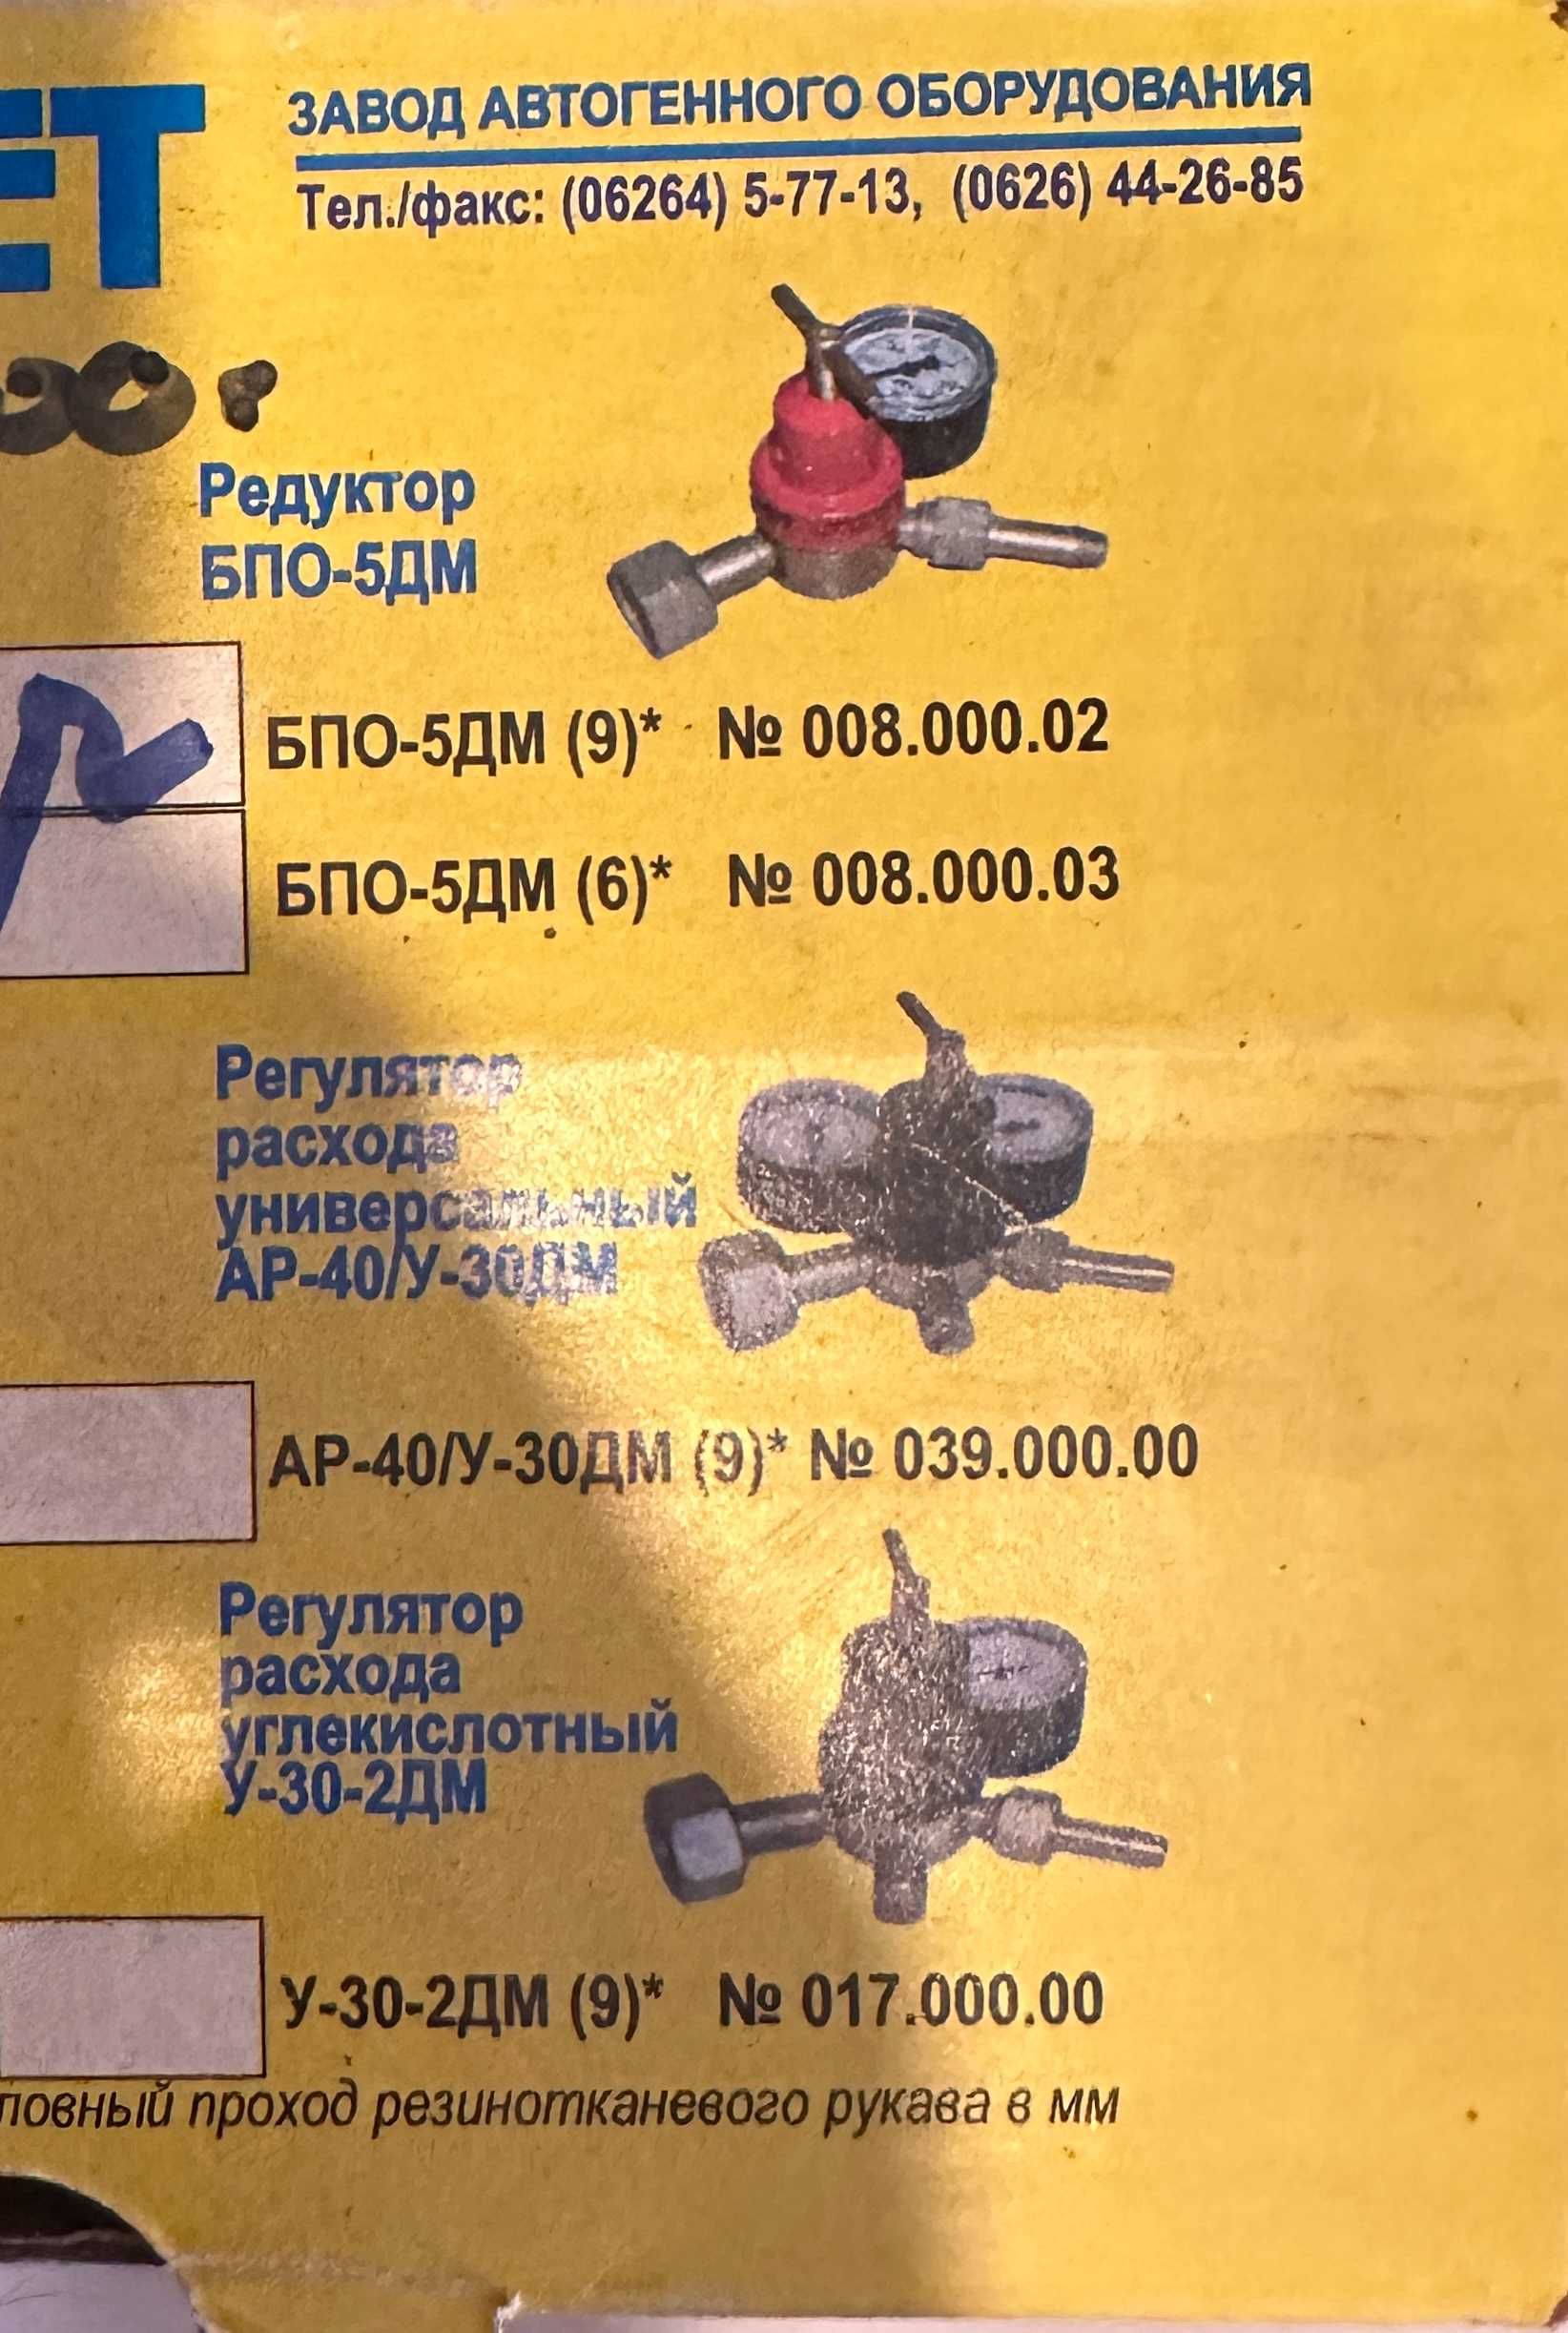 ЗАВОД АВТОГЕННОГО ОБОРУДОВАНИЯ
Тел./факс: (06264) 5-77-13, (0626) 44-26-85
Редуктор
БПО-5ДМ
БПО-5ДМ (9)* № 008.000.02
БПО-5ДМ (6)* № 008.000.03
Регулятор
расхода
универсальный
АР-40/У-30ДМ
АР-40/У-30ДМ (9)* № 039.000.00
Регулятор
расхода
углекислотный
У-30-2ДМ
У-30-2ДМ (9)* № 017.000.00
проход резинотканевого рукава в мм